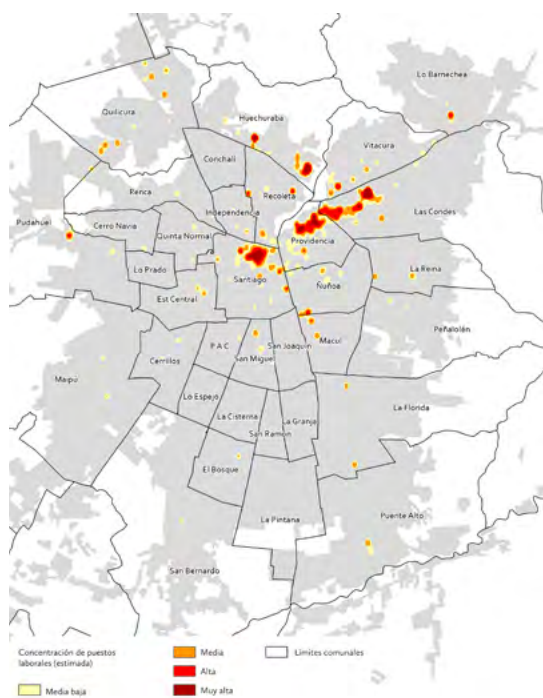 Lo Barnechea
Quilicura
Huechuraba
Vitacura
Conchalí
Renca
Recoleta
Las Condes
Independencia
Pudahuel
Cerro Navia
Quinta Normal
Providencia
Lo Prado
La Reina
Santiago
Ñuñoa
Est Central
Peñalolén
Cerrillos
P A C
San Joaquín
Macul
San Miguel
Maipú
Lo Espejo
La Florida
La Cisterna
La Granja
San Ramón
El Bosque
Puente Alto
La Pintana
San Bernardo
Concentración de puestos
laborales (estimada)
Media baja
Media
Alta
Muy alta
Límites comunales